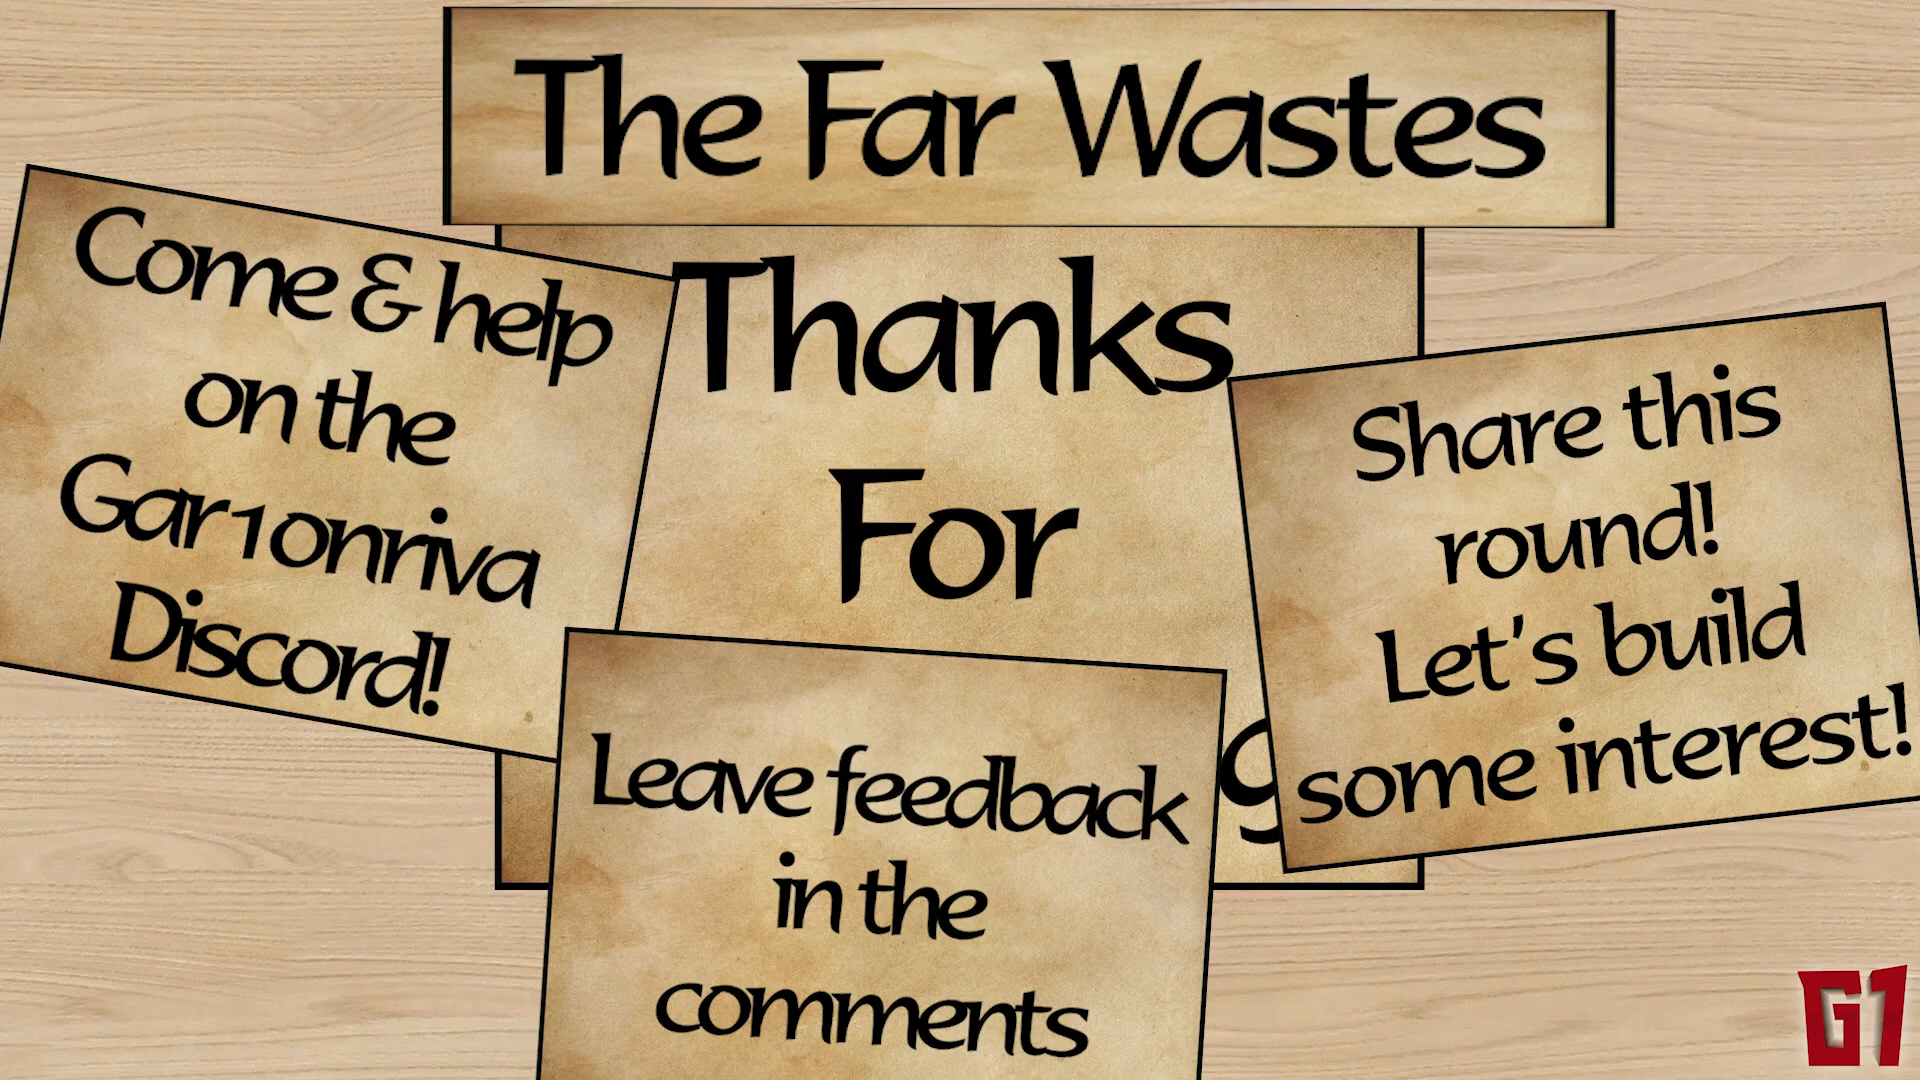 The Far Wastes
Come & help
on the
Gar1onriva
Discord!
Thanks
For
g
Share this
round!
Let's build
some interest!
Leave feedback
in the
comments
G1